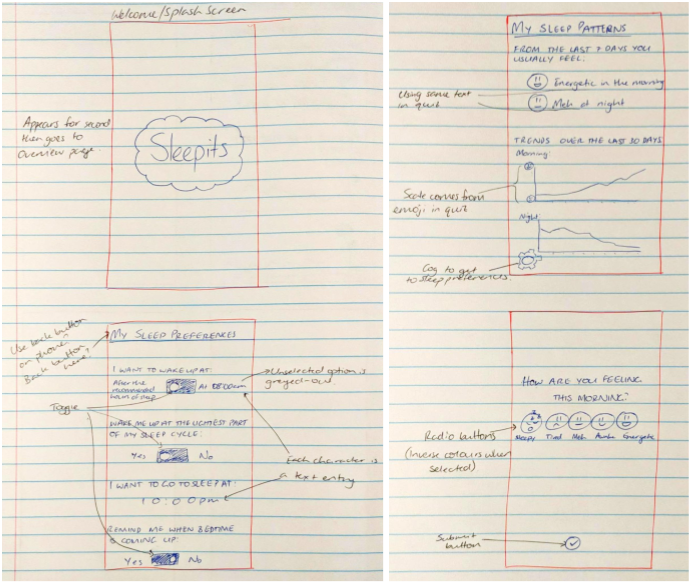 Welcome/Splash Screen
Appears for second
then goes to
Overview page.
Sleepits
Use back button
on phone?
Back button
here?
MY SLEEP PREFERENCES
I WANT TO WAKE UP AT:
After the
recommended
hours of sleep
At 08:00am
Unselected option is
greyed-out
Toggle
WAKE ME UP AT THE LIGHTEST PART
OF MY SLEEP CYCLE:
Yes No
Each character is
a text entry
I WANT TO GO TO SLEEP AT:
10:00pm
REMIND ME WHEN BEDTIME
IS COMING UP:
Yes No
MY SLEEP PATTERNS
FROM THE LAST 7 DAYS YOU
USUALLY FEEL:
Using same text
in quit
Energetic in the morning
Meh at night
TRENDS OVER THE LAST 30 DAYS
Morning:
Scale comes from
emoji in quit
Night
Cog to get
to sleep preferences.
HOW ARE YOU FEELING
THIS MORNING?
Radio buttons
(Inverse colours when
selected)
Sleepy Tired Meh Awake Energetic
Submit
button